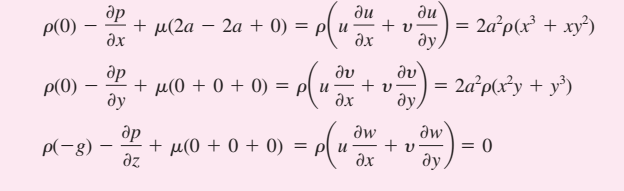 ρ(0) − ∂p/∂x + μ(2a − 2a + 0) = ρ(u ∂u/∂x + υ ∂u/∂y) = 2a²ρ(x³ + xy²)
ρ(0) − ∂p/∂y + μ(0 + 0 + 0) = ρ(u ∂υ/∂x + υ ∂υ/∂y) = 2a²ρ(x²y + y³)
ρ(−g) − ∂p/∂z + μ(0 + 0 + 0) = ρ(u ∂w/∂x + υ ∂w/∂y) = 0